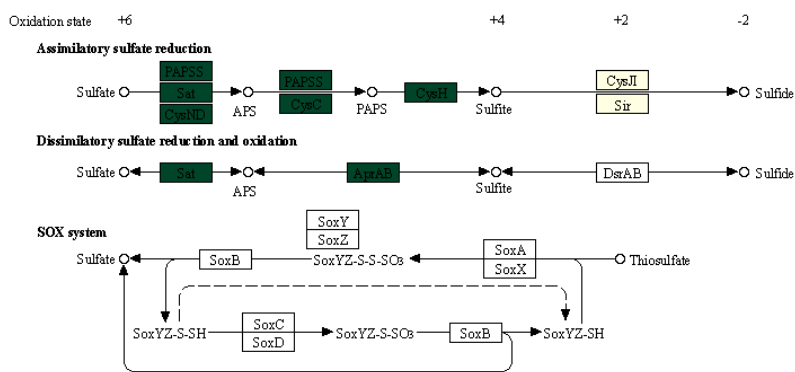 Oxidation state +6 +4 +2 -2
Assimilatory sulfate reduction
PAPSS PAPSS CysJI
Sulfate Sat CysH Sulfide
CysND APS CysC PAPS Sulfite Sir
Dissimilatory sulfate reduction and oxidation
Sulfate Sat AprAB DsrAB Sulfide
APS Sulfite
SOX system
SoxY
SoxZ SoxA
Sulfate SoxB SoxYZ-S-S-SO3 SoxX Thiosulfate
SoxC
SoxYZ-S-SH SoxYZ-S-SO3 SoxB SoxYZ-SH
SoxD